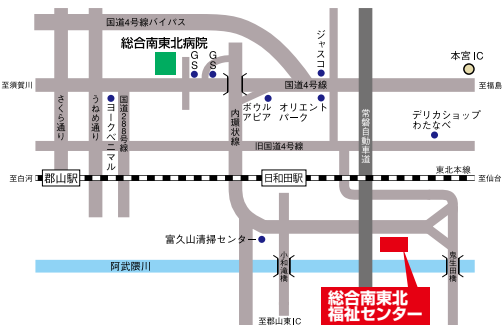 国道4号線バイパス
総合南東北病院
GS
GS
ジャスコ
本宮IC
至須賀川
国道4号線
至福島
さくら通り
うねめ通り
ヨークベニマル
国道288号線
内環状線
ボウル
アピア
オリエント
パーク
常磐自動車道
デリカショップ
わたなべ
旧国道4号線
東北本線
至白河
郡山駅
日和田駅
至仙台
富久山清掃センター
小和滝橋
鬼生田橋
阿武隈川
総合南東北
福祉センター
至郡山東IC